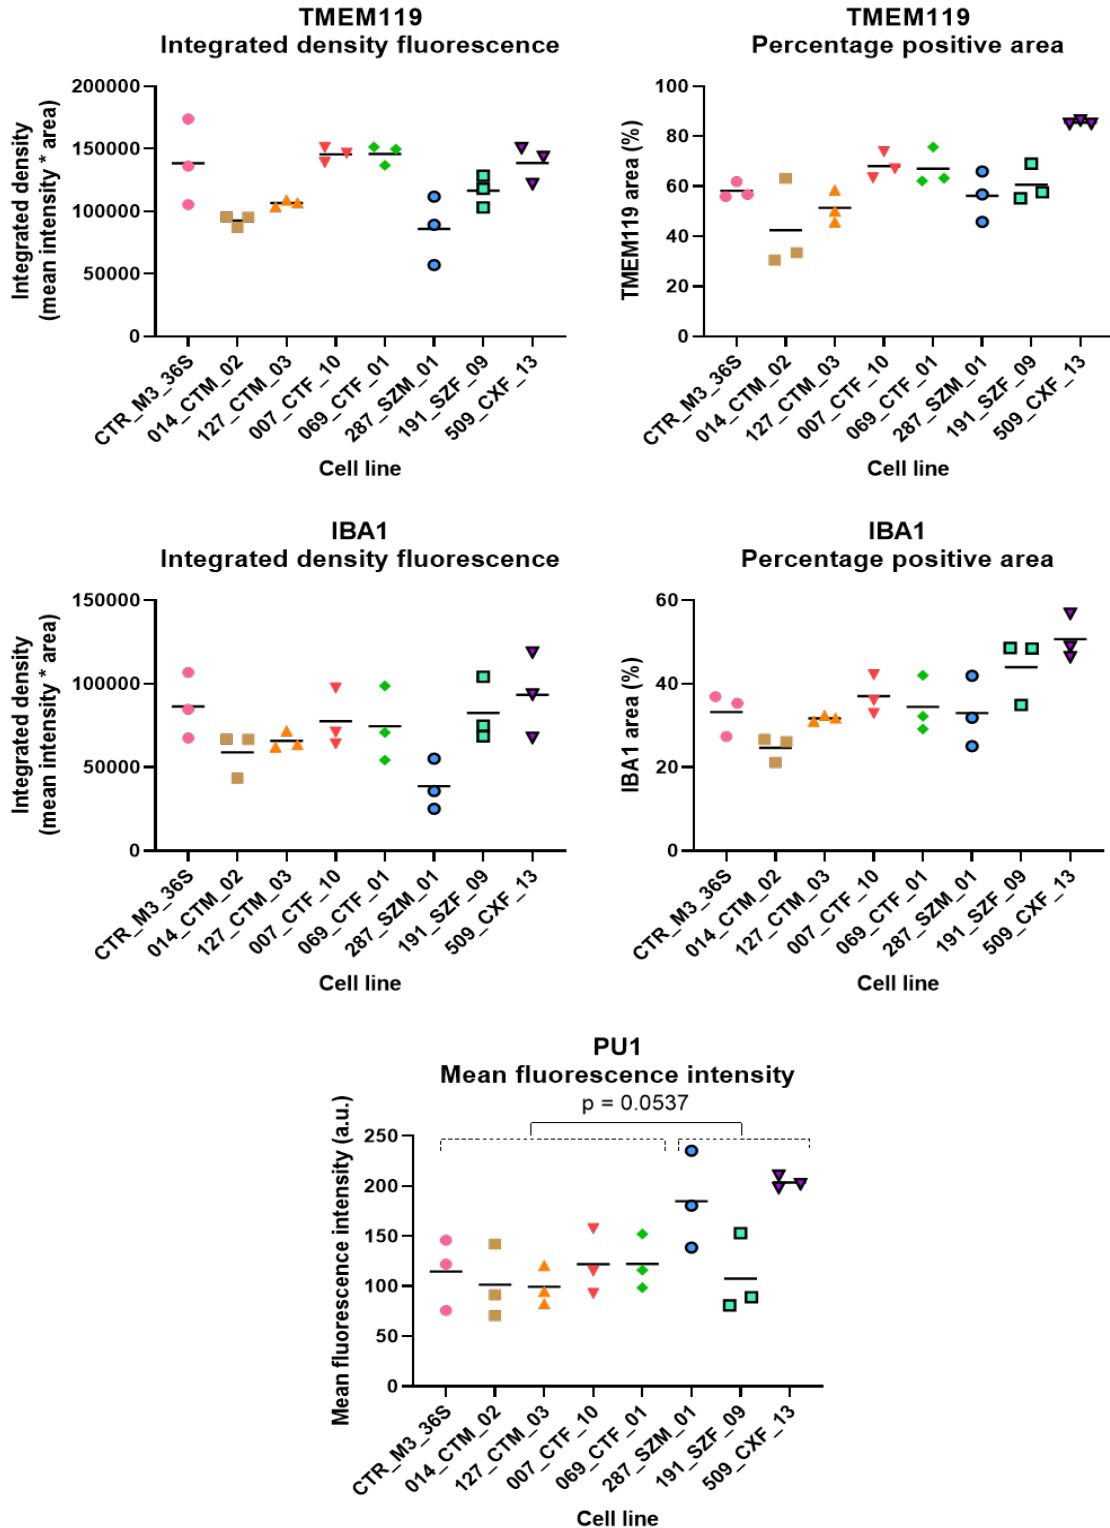 TMEM119
Integrated density fluorescence
Integrated density
(mean intensity * area)
200000
150000
100000
50000
0
CTR_M3_36S
014_CTM_02
127_CTM_03
007_CTF_10
069_CTF_01
287_SZM_01
191_SZF_09
509_CXF_13
Cell line
TMEM119
Percentage positive area
TMEM119 area (%)
100
80
60
40
20
0
CTR_M3_36S
014_CTM_02
127_CTM_03
007_CTF_10
069_CTF_01
287_SZM_01
191_SZF_09
509_CXF_13
Cell line
IBA1
Integrated density fluorescence
Integrated density
(mean intensity * area)
150000
100000
50000
0
CTR_M3_36S
014_CTM_02
127_CTM_03
007_CTF_10
069_CTF_01
287_SZM_01
191_SZF_09
509_CXF_13
Cell line
IBA1
Percentage positive area
IBA1 area (%)
60
40
20
0
CTR_M3_36S
014_CTM_02
127_CTM_03
007_CTF_10
069_CTF_01
287_SZM_01
191_SZF_09
509_CXF_13
Cell line
PU1
Mean fluorescence intensity
p = 0.0537
Mean fluorescence intensity (a.u.)
250
200
150
100
50
0
CTR_M3_36S
014_CTM_02
127_CTM_03
007_CTF_10
069_CTF_01
287_SZM_01
191_SZF_09
509_CXF_13
Cell line